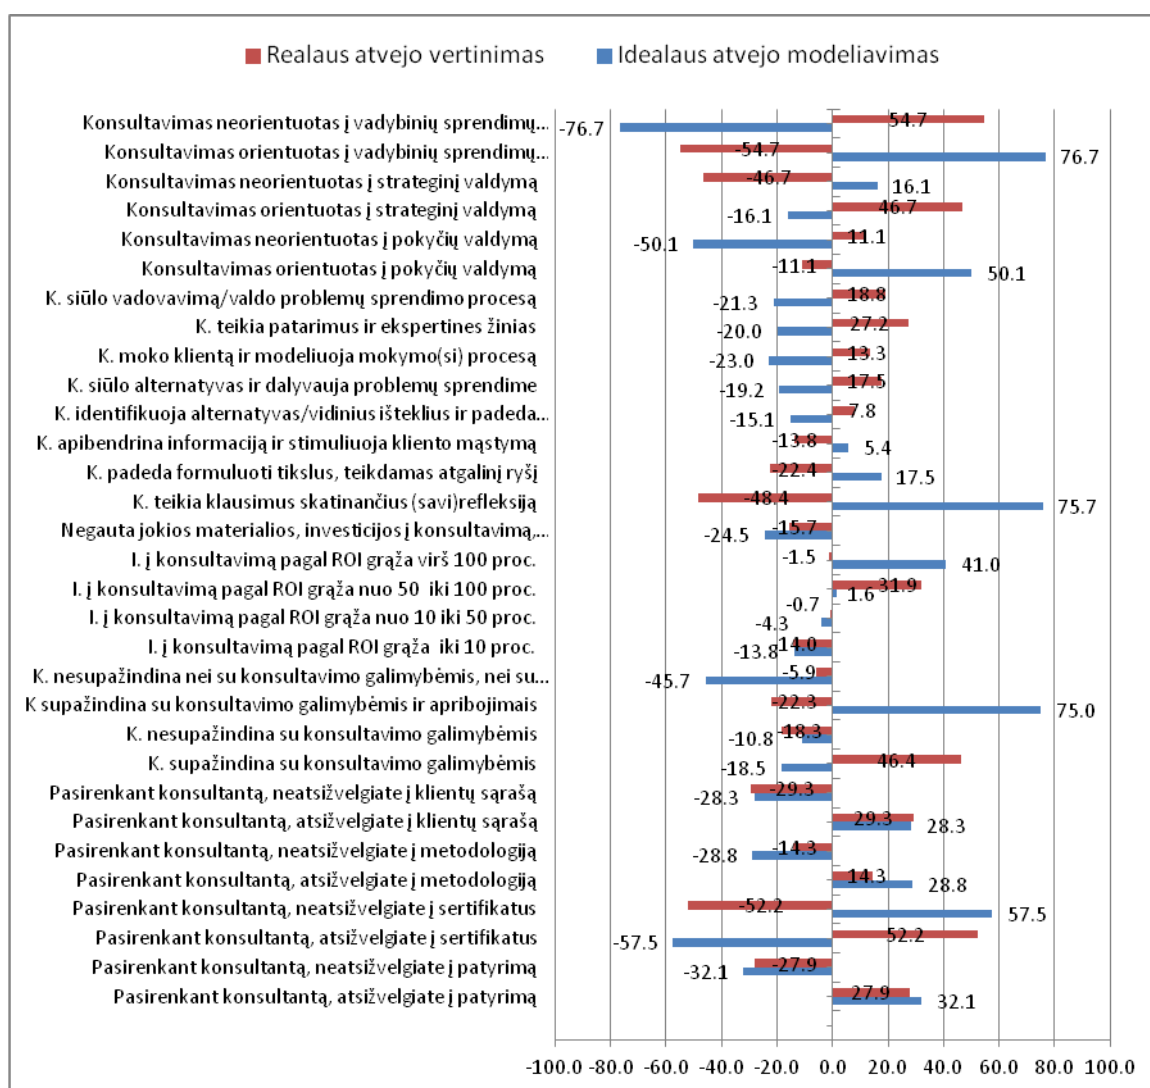 Realaus atvejo vertinimas Idealaus atvejo modeliavimas
Konsultavimas neorientuotas į vadybinių sprendimų... -76.7 54.7
Konsultavimas orientuotas į vadybinių sprendimų... -54.7 76.7
Konsultavimas neorientuotas į strateginį valdymą -46.7 16.1
Konsultavimas orientuotas į strateginį valdymą -16.1 46.7
Konsultavimas neorientuotas į pokyčių valdymą -50.1 11.1
Konsultavimas orientuotas į pokyčių valdymą -11.1 50.1
K. siūlo vadovavimą/valdo problemų sprendimo procesą -21.3 18.8
K. teikia patarimus ir ekspertines žinias -20.0 27.2
K. moko klientą ir modeliuoja mokymo(si) procesą -23.0 13.3
K. siūlo alternatyvas ir dalyvauja problemų sprendime -19.2 17.5
K. identifikuoja alternatyvas/vidinius išteklius ir padeda... -15.1 7.8
K. apibendrina informaciją ir stimuliuoja kliento mąstymą -13.8 5.4
K. padeda formuluoti tikslus, teikdamas atgalinį ryšį -22.4 17.5
K. teikia klausimus skatinančius (savi)refleksiją -48.4 75.7
Negauta jokios materialios, investicijos į konsultavimą,... -15.7 -24.5
I. į konsultavimą pagal ROI grąža virš 100 proc. -1.5 41.0
I. į konsultavimą pagal ROI grąža nuo 50 iki 100 proc. 31.9 1.6
I. į konsultavimą pagal ROI grąža nuo 10 iki 50 proc. -0.7 -4.3
I. į konsultavimą pagal ROI grąža iki 10 proc. -14.0 -13.8
K. nesupažindina nei su konsultavimo galimybėmis, nei su... -5.9 -45.7
K supažindina su konsultavimo galimybėmis ir apribojimais -22.3 75.0
K. nesupažindina su konsultavimo galimybėmis -18.3 -10.8
K. supažindina su konsultavimo galimybėmis -18.5 46.4
Pasirenkant konsultantą, neatsižvelgiate į klientų sąrašą -29.3 -28.3
Pasirenkant konsultantą, atsižvelgiate į klientų sąrašą 29.3 28.3
Pasirenkant konsultantą, neatsižvelgiate į metodologiją -14.3 -28.8
Pasirenkant konsultantą, atsižvelgiate į metodologiją 14.3 28.8
Pasirenkant konsultantą, neatsižvelgiate į sertifikatus -52.2 57.5
Pasirenkant konsultantą, atsižvelgiate į sertifikatus -57.5 52.2
Pasirenkant konsultantą, neatsižvelgiate į patyrimą -27.9 -32.1
Pasirenkant konsultantą, atsižvelgiate į patyrimą 27.9 32.1
-100.0 -80.0 -60.0 -40.0 -20.0 0.0 20.0 40.0 60.0 80.0 100.0